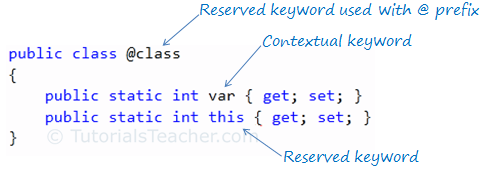 Reserved keyword used with @ prefix
public class @class
Contextual keyword
{
public static int var { get; set; }
public static int this { get; set; }
© TutorialsTeacher.com
}
Reserved keyword